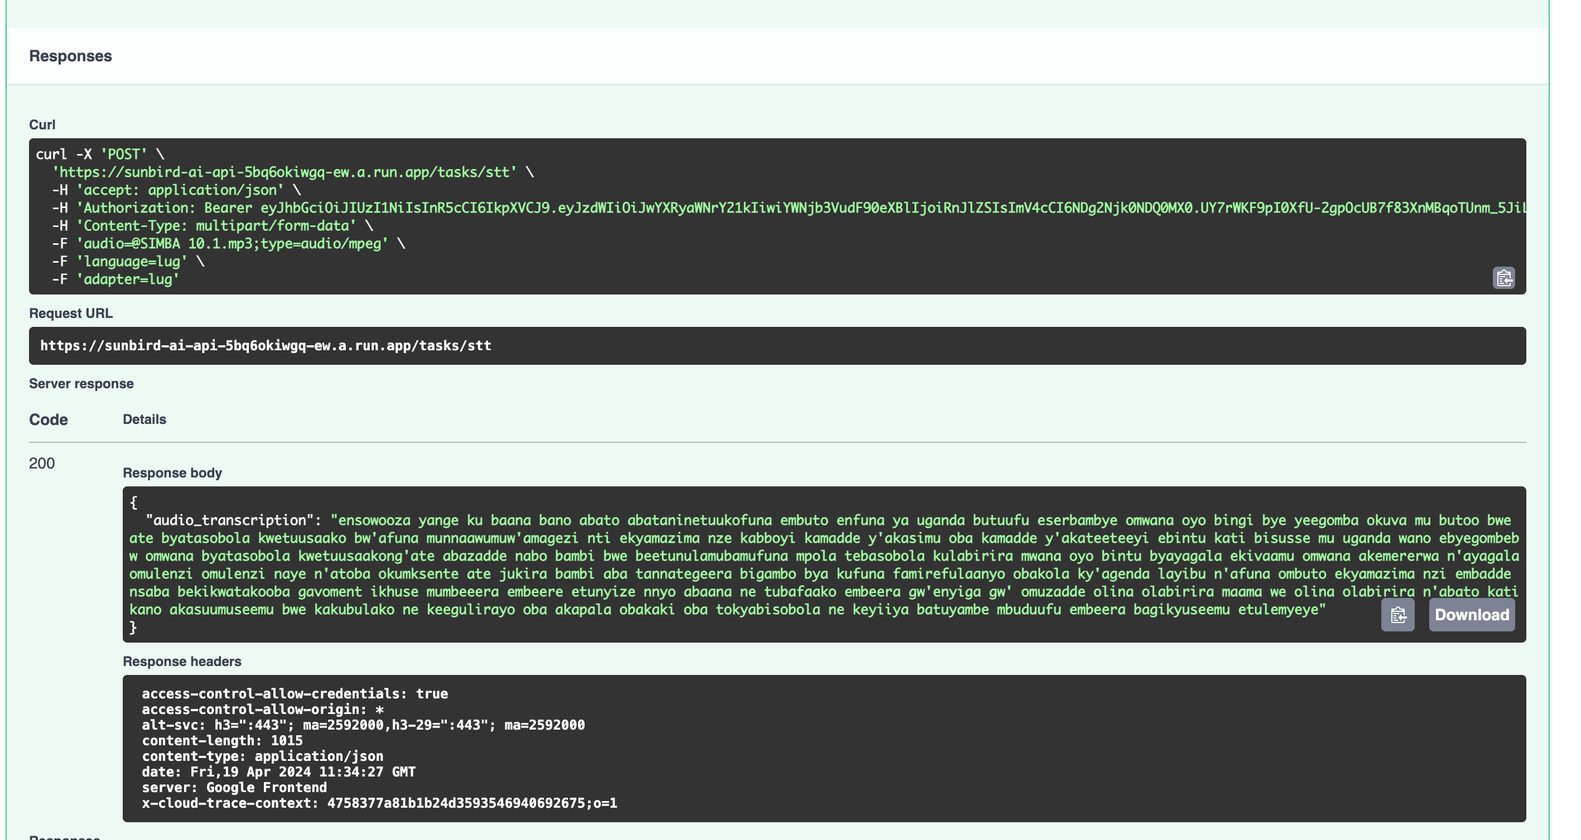 Responses
Curl
curl -X 'POST' \
'https://sunbird-ai-api-5bq6okiwgq-ew.a.run.app/tasks/stt' \
-H 'accept: application/json' \
-H 'Authorization: Bearer eyJhbGciOiJIUzI1NiIsInR5cCI6IkpXVCJ9.eyJzdWIiOiJwYXRyaWNrY21kIiwiYWNjb3VudF90eXBlIjoiRnJlZSIsImV4cCI6NDg2Njk0NDQ0MX0.UY7rWKF9pI0XfU-2gpOcUB7f83XnMBqoTUnm_5JiL
-H 'Content-Type: multipart/form-data' \
-F 'audio=@SIMBA 10.1.mp3;type=audio/mpeg' \
-F 'language=lug' \
-F 'adapter=lug'
Request URL
https://sunbird-ai-api-5bq6okiwgq-ew.a.run.app/tasks/stt
Server response
Code Details
200
Response body
{
"audio_transcription": "ensowooza yange ku baana bano abato abataninetuukofuna embuto enfuna ya uganda butuufu eserbambye omwana oyo bingi bye yeegomba okuva mu butoo bwe
ate byatasobola kwetuusaako bw'afuna munnaawumuw'amagezi nti ekyamazima nze kabboyi kamadde y'akasimu oba kamadde y'akateeteeyi ebintu kati bisusse mu uganda wano ebyegombeb
w omwana byatasobola kwetuusaakong'ate abazadde nabo bambi bwe beetunulamubamufuna mpola tebasobola kulabirira mwana oyo bintu byayagala ekivaamu omwana akemererwa n'ayagala
omulenzi omulenzi naye n'atoba okumksente ate jukira bambi aba tannategeera bigambo bya kufuna famirefulaanyo obakola ky'agenda layibu n'afuna ombuto ekyamazima nzi embadde
nsaba bekikwatakooba gavoment ikhuse mumbeeera embeere etunyize nnyo abaana ne tubafaako embeera gw'enyiga gw' omuzadde olina olabirira maama we olina olabirira n'abato kati
kano akasuumuseemu bwe kakubulako ne keegulirayo oba akapala obakaki oba tokyabisobola ne keyiiya batuyambe mbuduufu embeera bagikyuseemu etulemyeye"
}
Download
Response headers
access-control-allow-credentials: true
access-control-allow-origin: *
alt-svc: h3=":443"; ma=2592000,h3-29=":443"; ma=2592000
content-length: 1015
content-type: application/json
date: Fri,19 Apr 2024 11:34:27 GMT
server: Google Frontend
x-cloud-trace-context: 4758377a81b1b24d3593546940692675;o=1
Responses